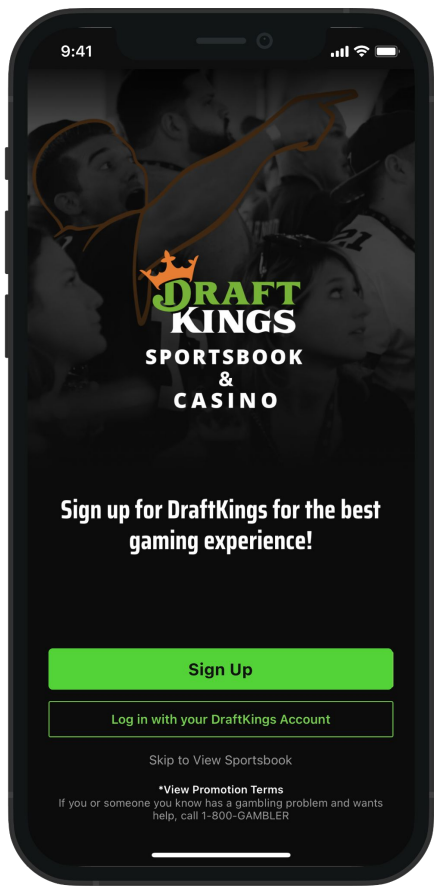 9:41
21
DRAFT
KINGS
SPORTSBOOK
&
CASINO
Sign up for DraftKings for the best
gaming experience!
Sign Up
Log in with your DraftKings Account
Skip to View Sportsbook
*View Promotion Terms
If you or someone you know has a gambling problem and wants
help, call 1-800-GAMBLER